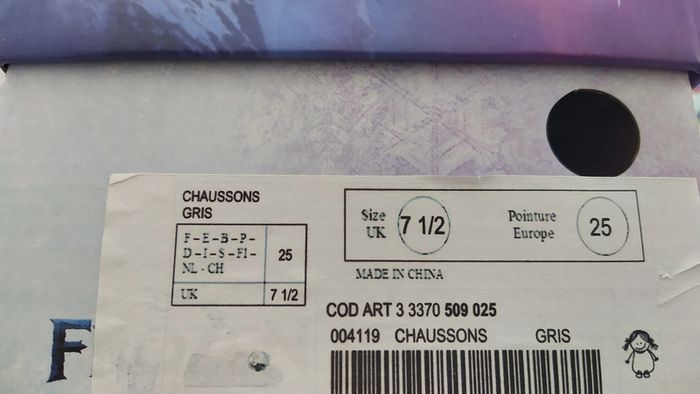 CHAUSSONS
GRIS
F-E-B-P-
D-I-S-FI-
NL-CH
25
UK
7 1/2
Size
UK
7 1/2
Pointure
Europe
25
MADE IN CHINA
COD ART 3 3370 509 025
004119 CHAUSSONS GRIS
F